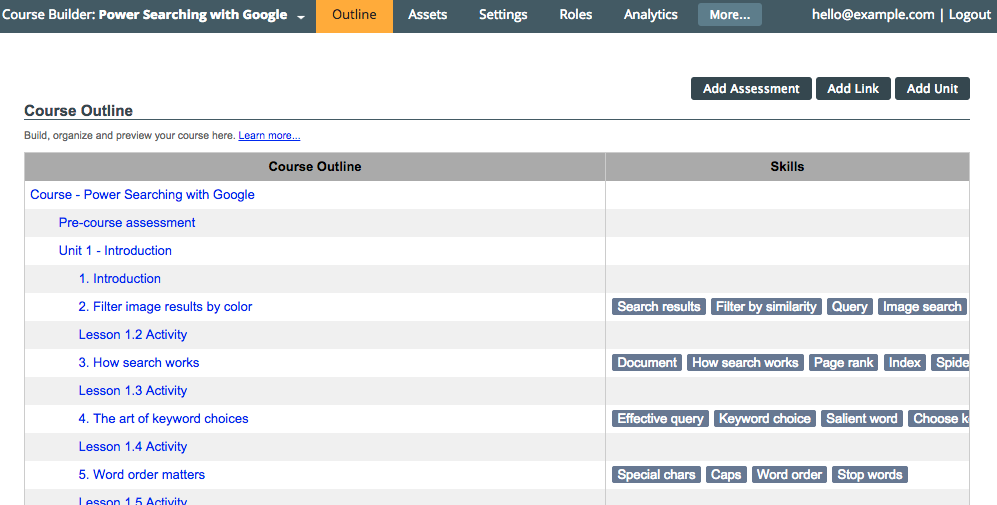 Course Builder: Power Searching with Google Outline Assets Settings Roles Analytics More... hello@example.com | Logout
Add Assessment Add Link Add Unit
Course Outline
Build, organize and preview your course here. Learn more...
Course Outline Skills
Course - Power Searching with Google
Pre-course assessment
Unit 1 - Introduction
1. Introduction
2. Filter image results by color Search results Filter by similarity Query Image search
Lesson 1.2 Activity
3. How search works Document How search works Page rank Index Spide
Lesson 1.3 Activity
4. The art of keyword choices Effective query Keyword choice Salient word Choose k
Lesson 1.4 Activity
5. Word order matters Special chars Caps Word order Stop words
Lesson 1.5 Activity